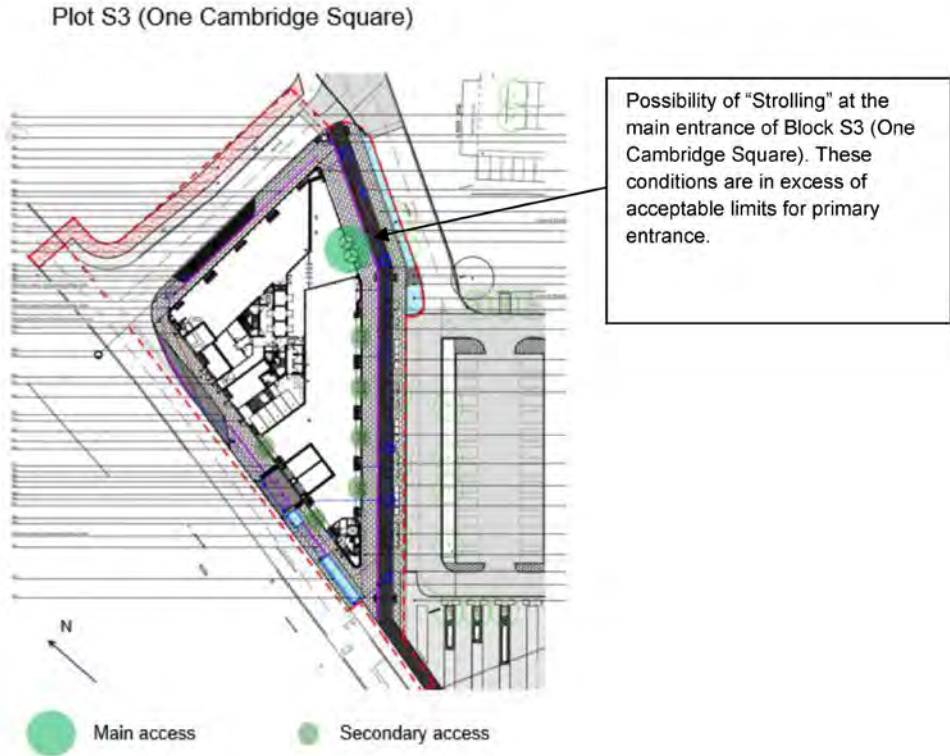 Plot S3 (One Cambridge Square)
Possibility of “Strolling” at the
main entrance of Block S3 (One
Cambridge Square). These
conditions are in excess of
acceptable limits for primary
entrance.
N
Main access
Secondary access